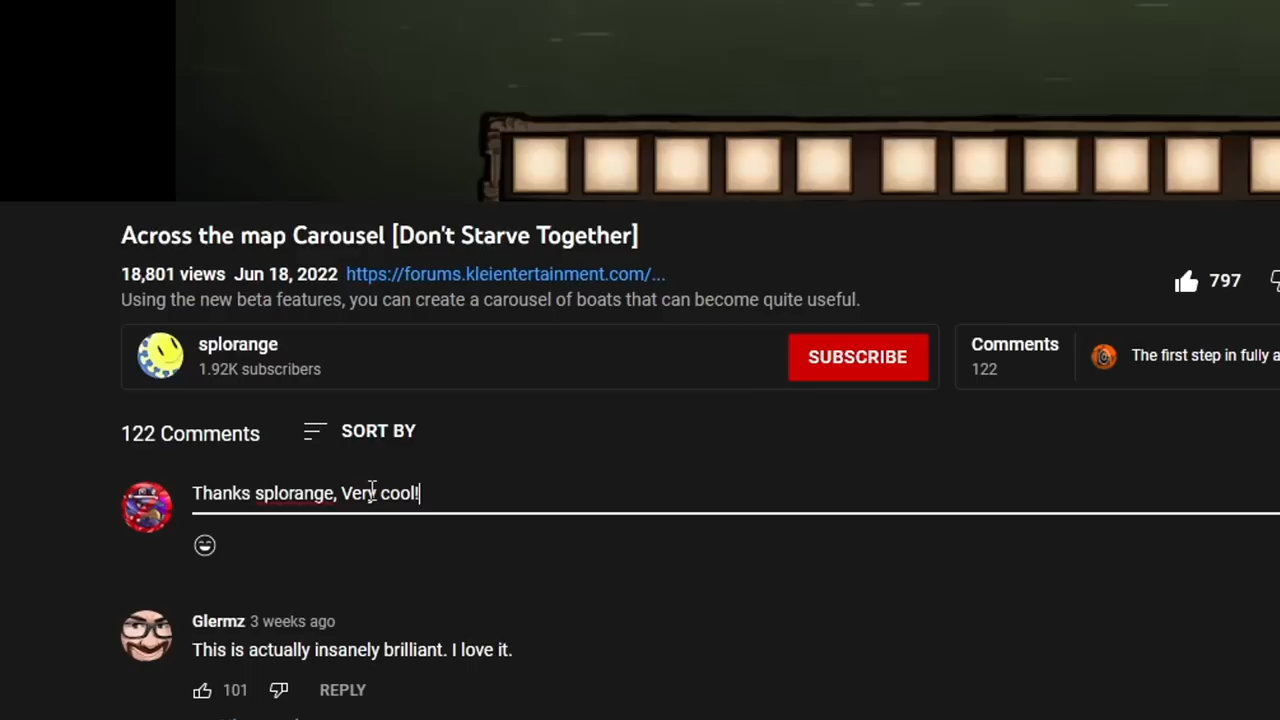 Across the map Carousel [Don't Starve Together]
18,801 views Jun 18, 2022 https://forums.kleientertainment.com/...
797
Using the new beta features, you can create a carousel of boats that can become quite useful.
splorange
1.92K subscribers
SUBSCRIBE
Comments
122
The first step in fully a
122 Comments
SORT BY
Thanks splorange, Very cool!
Glermz 3 weeks ago
This is actually insanely brilliant. I love it.
101 REPLY